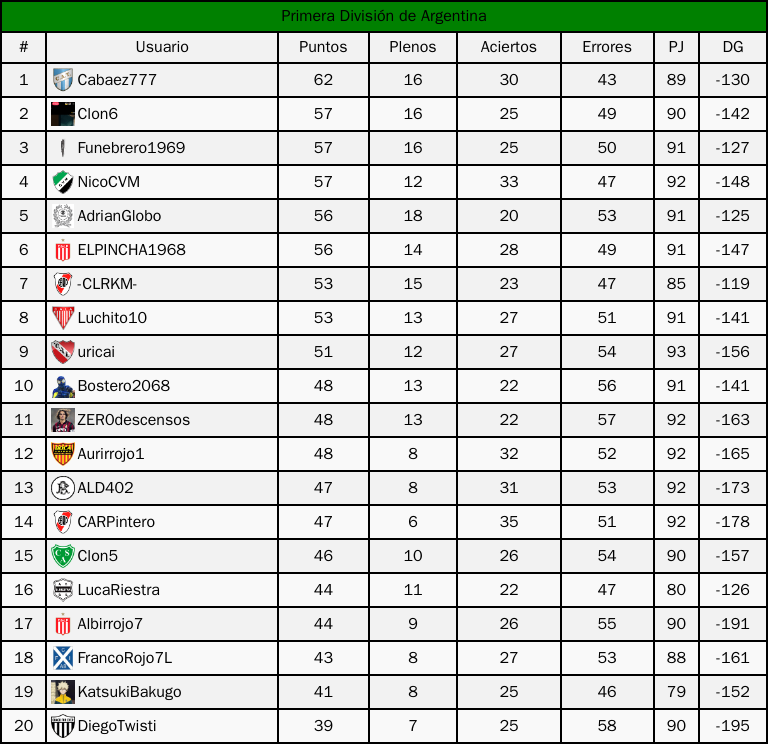 Primera División de Argentina
# Usuario Puntos Plenos Aciertos Errores PJ DG
1 Cabaez777 62 16 30 43 89 -130
2 Clon6 57 16 25 49 90 -142
3 Funebrero1969 57 16 25 50 91 -127
4 NicoCVM 57 12 33 47 92 -148
5 AdrianGlobo 56 18 20 53 91 -125
6 ELPINCHA1968 56 14 28 49 91 -147
7 -CLRKM- 53 15 23 47 85 -119
8 Luchito10 53 13 27 51 91 -141
9 uricai 51 12 27 54 93 -156
10 Bostero2068 48 13 22 56 91 -141
11 ZEROdescensos 48 13 22 57 92 -163
12 Aurirrojo1 48 8 32 52 92 -165
13 ALD402 47 8 31 53 92 -173
14 CARPintero 47 6 35 51 92 -178
15 Clon5 46 10 26 54 90 -157
16 LucaRiestra 44 11 22 47 80 -126
17 Albirrojo7 44 9 26 55 90 -191
18 FrancoRojo7L 43 8 27 53 88 -161
19 KatsukiBakugo 41 8 25 46 79 -152
20 DiegoTwisti 39 7 25 58 90 -195